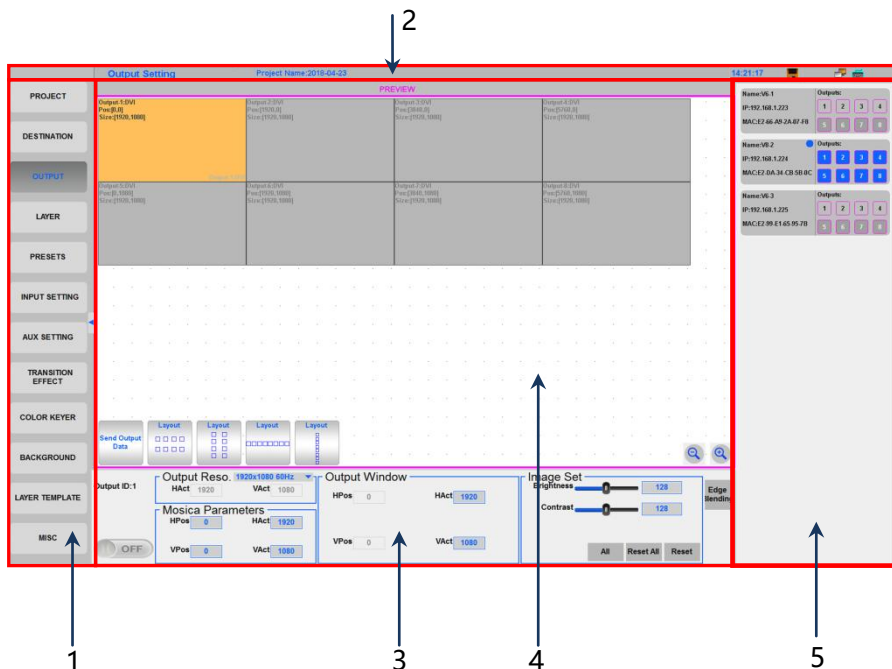 2
Output Setting Project Name:2018-04-23 14:21:17
PROJECT
DESTINATION
OUTPUT
LAYER
PRESETS
INPUT SETTING
AUX SETTING
TRANSITION
EFFECT
COLOR KEYER
BACKGROUND
LAYER TEMPLATE
MISC
PREVIEW
Output-1:DVI
Pos:[0,0]
Size:[1920,1080]
Output-2:DVI
Pos:[1920,0]
Size:[1920,1080]
Output-3:DVI
Pos:[3840,0]
Size:[1920,1080]
Output-4:DVI
Pos:[5760,0]
Size:[1920,1080]
Output-5:DVI
Pos:[0,1080]
Size:[1920,1080]
Output-6:DVI
Pos:[1920,1080]
Size:[1920,1080]
Output-7:DVI
Pos:[3840,1080]
Size:[1920,1080]
Output-8:DVI
Pos:[5760,1080]
Size:[1920,1080]
Send Output
Data
Layout
Layout
Layout
Layout
Output ID:1
OFF
Output Reso. 1920x1080 60Hz
HAct 1920 VAct 1080
Mosica Parameters
HPos 0 HAct 1920
VPos 0 VAct 1080
Output Window
HPos 0 HAct 1920
VPos 0 VAct 1080
Image Set
Brightness 128
Contrast 128
All Reset All Reset
Edge
Blending
Name:V6-1
IP:192.168.1.223
MAC:E2-66-A9-2A-87-F8
Outputs:
1 2 3 4
5 6 7 8
Name:V8-2
IP:192.168.1.224
MAC:E2-DA-34-CB-5B-8C
Outputs:
1 2 3 4
5 6 7 8
Name:V6-3
IP:192.168.1.225
MAC:E2-99-E1-65-95-7B
Outputs:
1 2 3 4
5 6 7 8
1
3
4
5